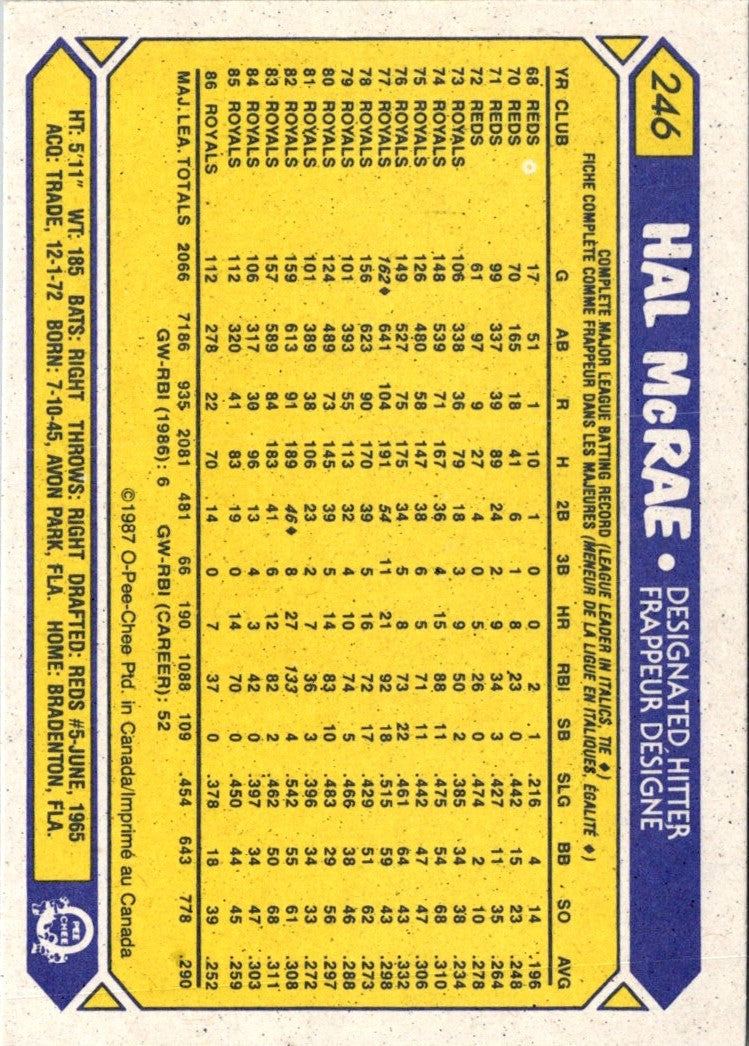 246
HAL McRAE • DESIGNATED HITTER
FRAPPEUR DÉSIGNÉ
COMPLETE MAJOR LEAGUE BATTING RECORD (LEAGUE LEADER IN ITALICS, TIE ♦)
FICHE COMPLÈTE COMME FRAPPEUR DANS LES MAJEURES (MENEUR DE LA LIGUE EN ITALIQUES, ÉGALITÉ ♦)
YR CLUB G AB R H 2B 3B HR RBI SB SLG BB SO AVG
68 REDS 17 51 1 10 1 0 0 2 1 .216 4 14 .196
70 REDS 70 165 18 41 6 1 8 23 0 .442 15 23 .248
71 REDS 99 337 39 89 24 2 9 34 3 .427 11 35 .264
72 REDS 61 97 9 27 4 0 5 26 0 .474 2 10 .278
73 ROYALS 106 338 36 79 18 3 9 50 2 .385 34 38 .234
74 ROYALS 148 539 71 167 36 4 15 88 11 .475 54 68 .310
75 ROYALS 126 480 58 147 38 6 5 71 11 .442 47 47 .306
76 ROYALS 149 527 75 175 34 5 8 73 22 .461 64 43 .332
77 ROYALS 162♦ 641 104 191 54 11 21 92 18 .515 59 43 .298
78 ROYALS 156 623 90 170 39 5 16 72 17 .429 51 62 .273
79 ROYALS 101 393 55 113 32 4 10 74 5 .466 38 46 .288
80 ROYALS 124 489 73 145 39 5 14 83 10 .483 29 56 .297
81 ROYALS 101 389 38 106 23 2 7 36 3 .396 34 33 .272
82 ROYALS 159 613 91 189 46♦ 8 27 133 4 .542 55 61 .308
83 ROYALS 157 589 84 183 41 6 12 82 2 .462 50 68 .311
84 ROYALS 106 317 30 96 13 4 3 42 0 .397 34 47 .303
85 ROYALS 112 320 41 83 19 0 14 70 0 .450 44 45 .259
86 ROYALS 112 278 22 70 14 0 7 37 0 .378 18 39 .252
MAJ. LEA. TOTALS 2066 7186 935 2081 481 66 190 1088 109 .454 643 778 .290
GW-RBI (1986): 6 GW-RBI (CAREER): 52
©1987 O-Pee-Chee Ptd. in Canada/Imprimé au Canada
HT: 5'11" WT: 185 BATS: RIGHT THROWS: RIGHT DRAFTED: REDS #5-JUNE, 1965
ACQ: TRADE, 12-1-72 BORN: 7-10-45, AVON PARK, FLA. HOME: BRADENTON, FLA.
O
PEE
CHEE